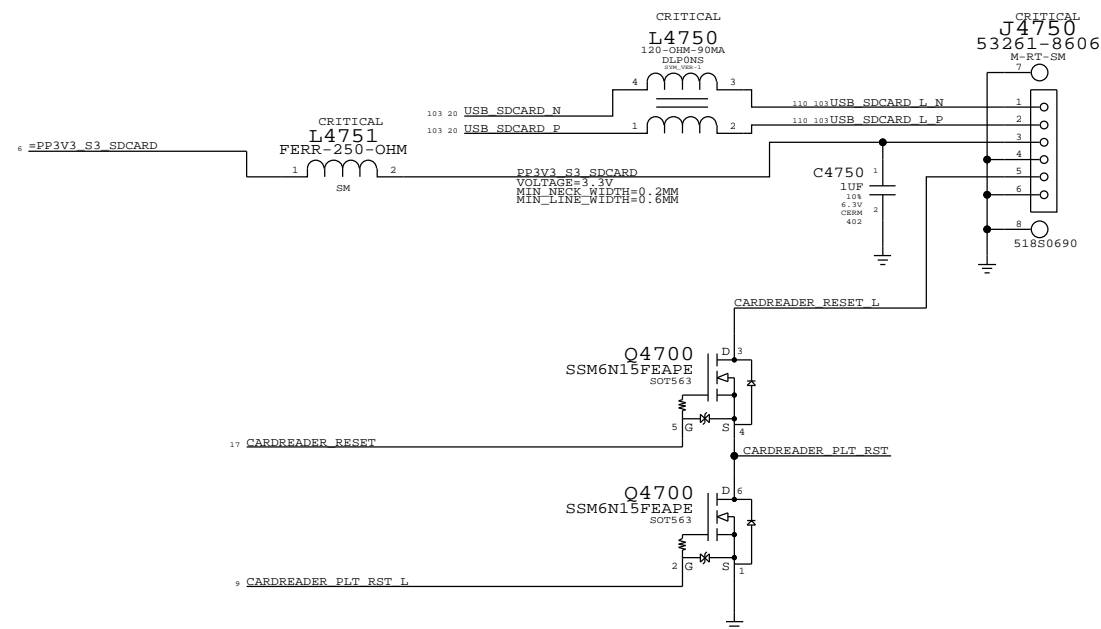 CRITICAL
L4750
120-OHM-90MA
DLP0NS
SYM_VER-1
4 3
1 2
CRITICAL
J4750
53261-8606
M-RT-SM
7
103 20 USB_SDCARD_N
110 103 USB_SDCARD_L_N 1
103 20 USB_SDCARD_P
110 103 USB_SDCARD_L_P 2
3
4
5
6
8
518S0690
CRITICAL
L4751
FERR-250-OHM
6 =PP3V3_S3_SDCARD
1 2
SM
PP3V3_S3_SDCARD
VOLTAGE=3.3V
MIN_NECK_WIDTH=0.2MM
MIN_LINE_WIDTH=0.6MM
C4750 1
1UF
10%
6.3V
CERM
402
2
CARDREADER_RESET_L
Q4700
SSM6N15FEAPE
SOT563
D 3
5 G S 4
17 CARDREADER_RESET
CARDREADER_PLT_RST
Q4700
SSM6N15FEAPE
SOT563
D 6
2 G S 1
9 CARDREADER_PLT_RST_L